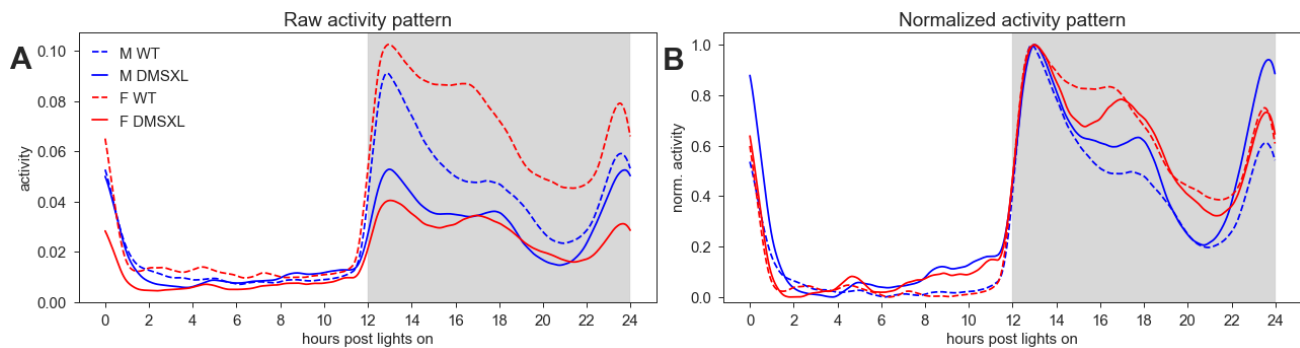 Raw activity pattern
A
M WT
M DMSXL
F WT
F DMSXL
activity
0.10
0.08
0.06
0.04
0.02
0.00
0 2 4 6 8 10 12 14 16 18 20 22 24
hours post lights on
Normalized activity pattern
B
norm. activity
1.0
0.8
0.6
0.4
0.2
0.0
0 2 4 6 8 10 12 14 16 18 20 22 24
hours post lights on